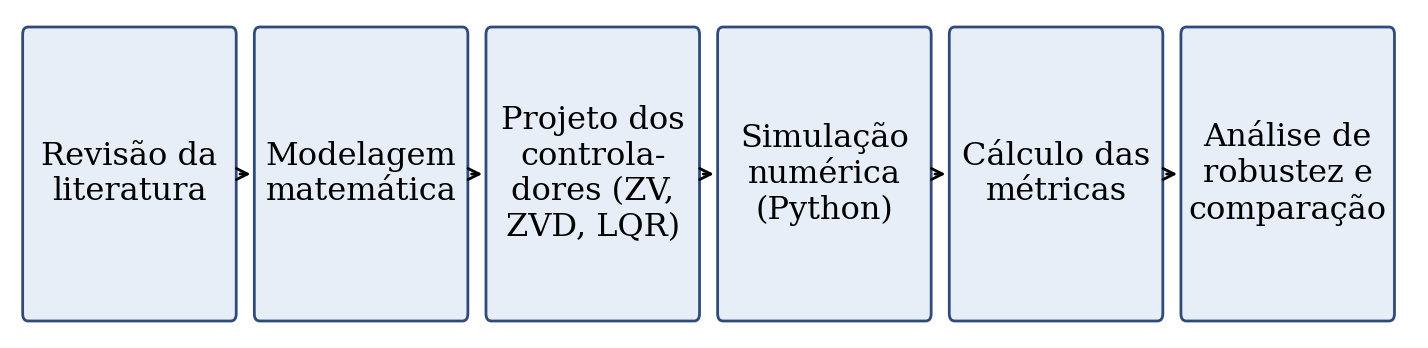 Revisão da
literatura
Modelagem
matemática
Projeto dos
controla-
dores (ZV,
ZVD, LQR)
Simulação
numérica
(Python)
Cálculo das
métricas
Análise de
robustez e
comparação